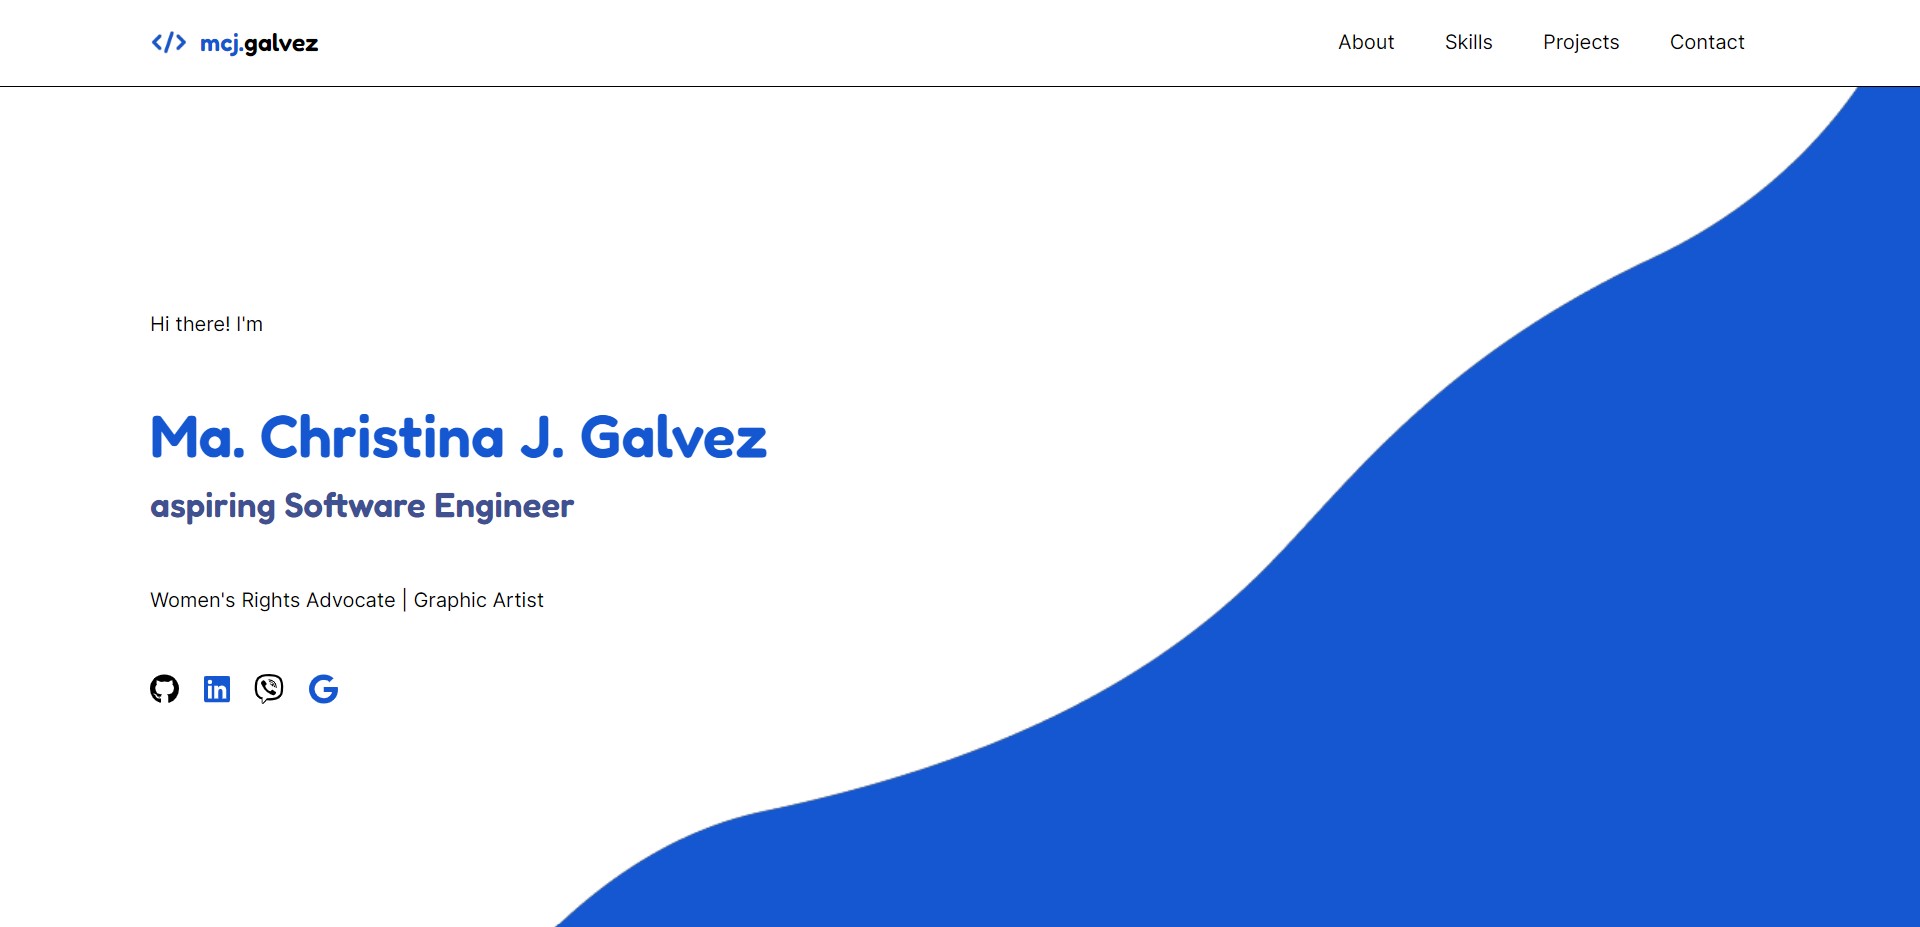 </> mcj.galvez
About Skills Projects Contact
Hi there! I'm
Ma. Christina J. Galvez
aspiring Software Engineer
Women's Rights Advocate | Graphic Artist
in G